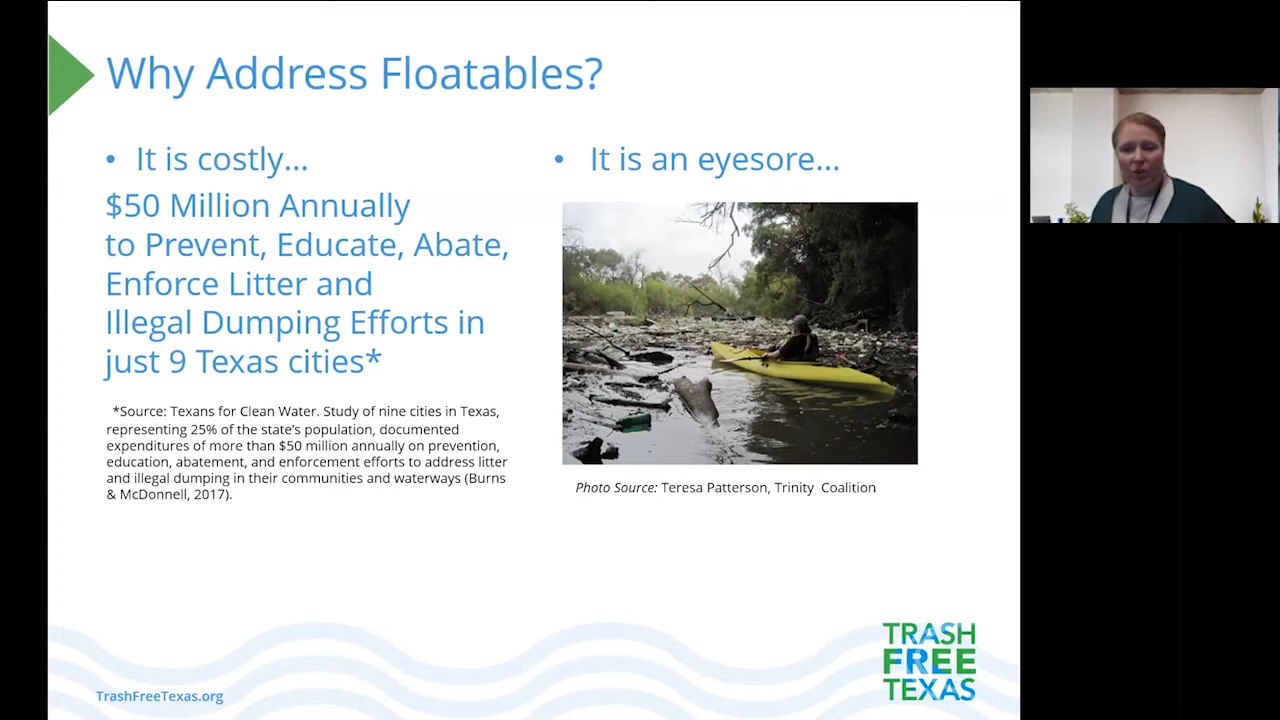 Why Address Floatables?
• It is costly...
$50 Million Annually
to Prevent, Educate, Abate,
Enforce Litter and
Illegal Dumping Efforts in
just 9 Texas cities*
*Source: Texans for Clean Water. Study of nine cities in Texas,
representing 25% of the state's population, documented
expenditures of more than $50 million annually on prevention,
education, abatement, and enforcement efforts to address litter
and illegal dumping in their communities and waterways (Burns
& McDonnell, 2017).
• It is an eyesore...
Photo Source: Teresa Patterson, Trinity Coalition
TrashFreeTexas.org
TRASH
FREE
TEXAS